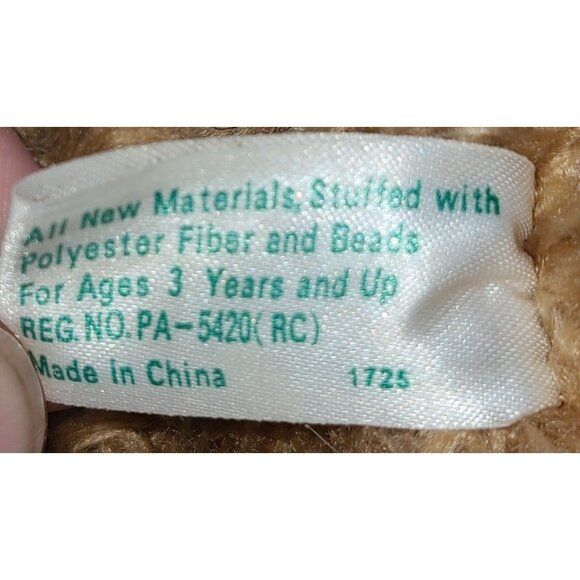 All New Materials, Stuffed with
Polyester Fiber and Beads
For Ages 3 Years and Up
REG. NO. PA-5420( RC)
Made in China 1725